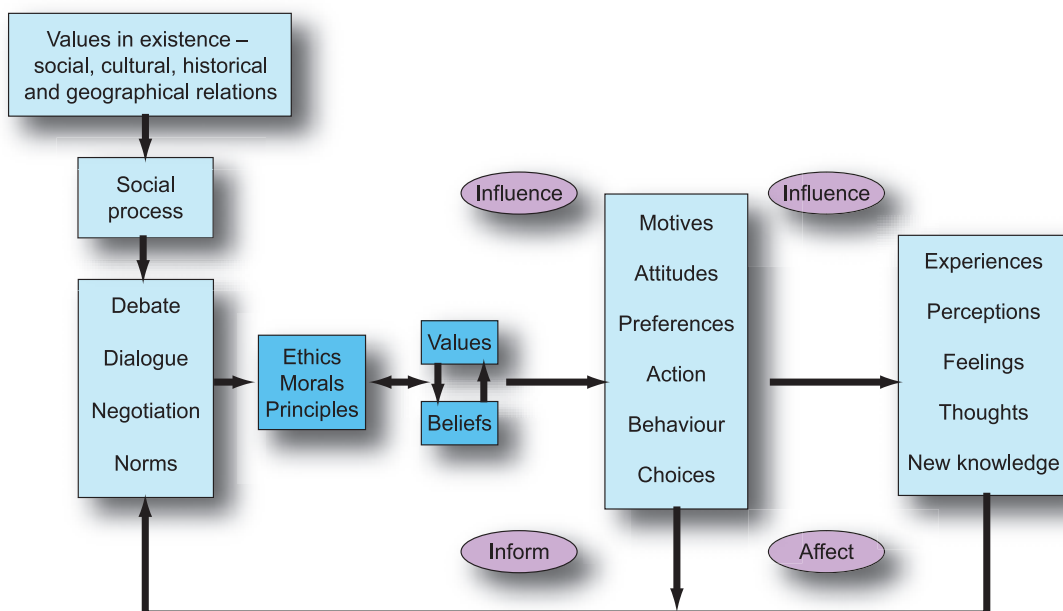 Values in existence –
social, cultural, historical
and geographical relations
Social
process
Debate
Dialogue
Negotiation
Norms
Ethics
Morals
Principles
Values
Beliefs
Influence
Inform
Motives
Attitudes
Preferences
Action
Behaviour
Choices
Influence
Affect
Experiences
Perceptions
Feelings
Thoughts
New knowledge